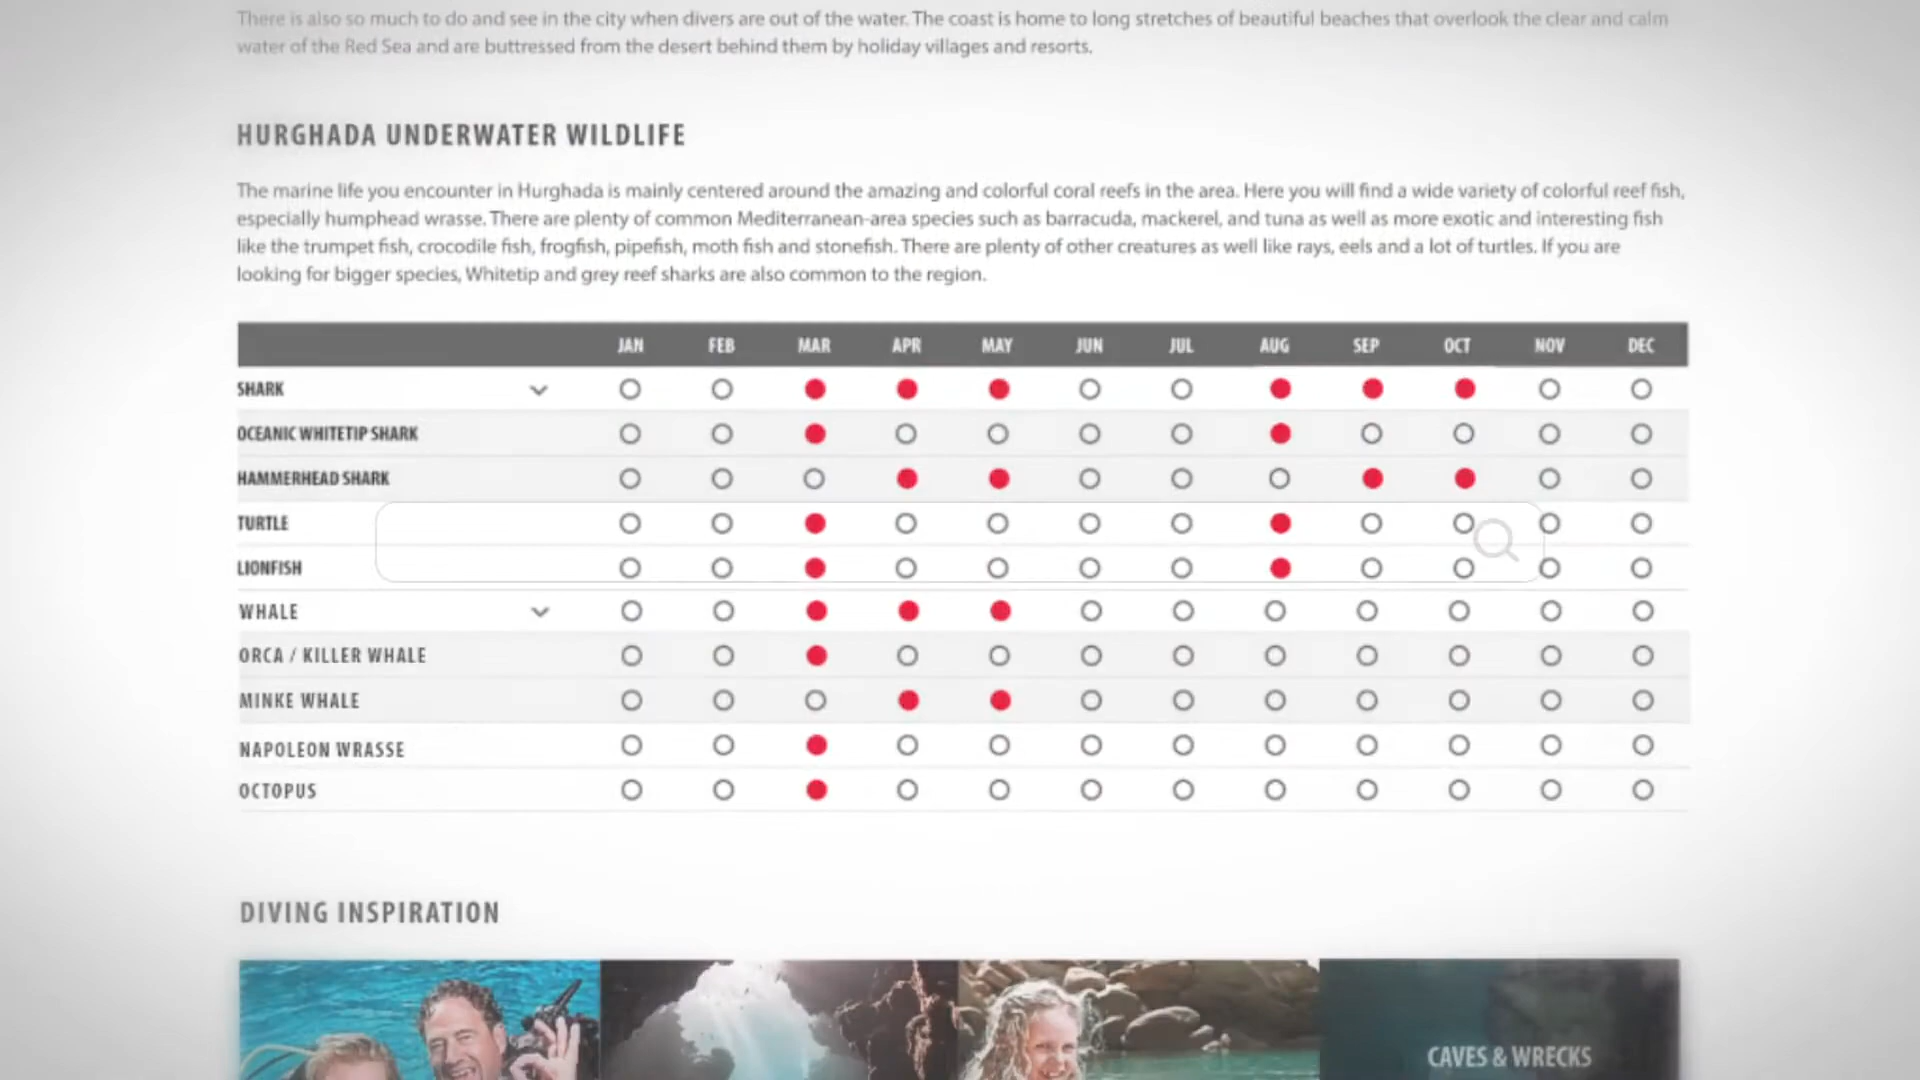 There is also so much to do and see in the city when divers are out of the water. The coast is home to long stretches of beautiful beaches that overlook the clear and calm
water of the Red Sea and are buttressed from the desert behind them by holiday villages and resorts.
HURGHADA UNDERWATER WILDLIFE
The marine life you encounter in Hurghada is mainly centered around the amazing and colorful coral reefs in the area. Here you will find a wide variety of colorful reef fish,
especially humphead wrasse. There are plenty of common Mediterranean-area species such as barracuda, mackerel, and tuna as well as more exotic and interesting fish
like the trumpet fish, crocodile fish, frogfish, pipefish, moth fish and stonefish. There are plenty of other creatures as well like rays, eels and a lot of turtles. If you are
looking for bigger species, Whitetip and grey reef sharks are also common to the region.
JAN FEB MAR APR MAY JUN JUL AUG SEP OCT NOV DEC
SHARK
OCEANIC WHITETIP SHARK
HAMMERHEAD SHARK
TURTLE
LIONFISH
WHALE
ORCA / KILLER WHALE
MINKE WHALE
NAPOLEON WRASSE
OCTOPUS
DIVING INSPIRATION
CAVES & WRECKS